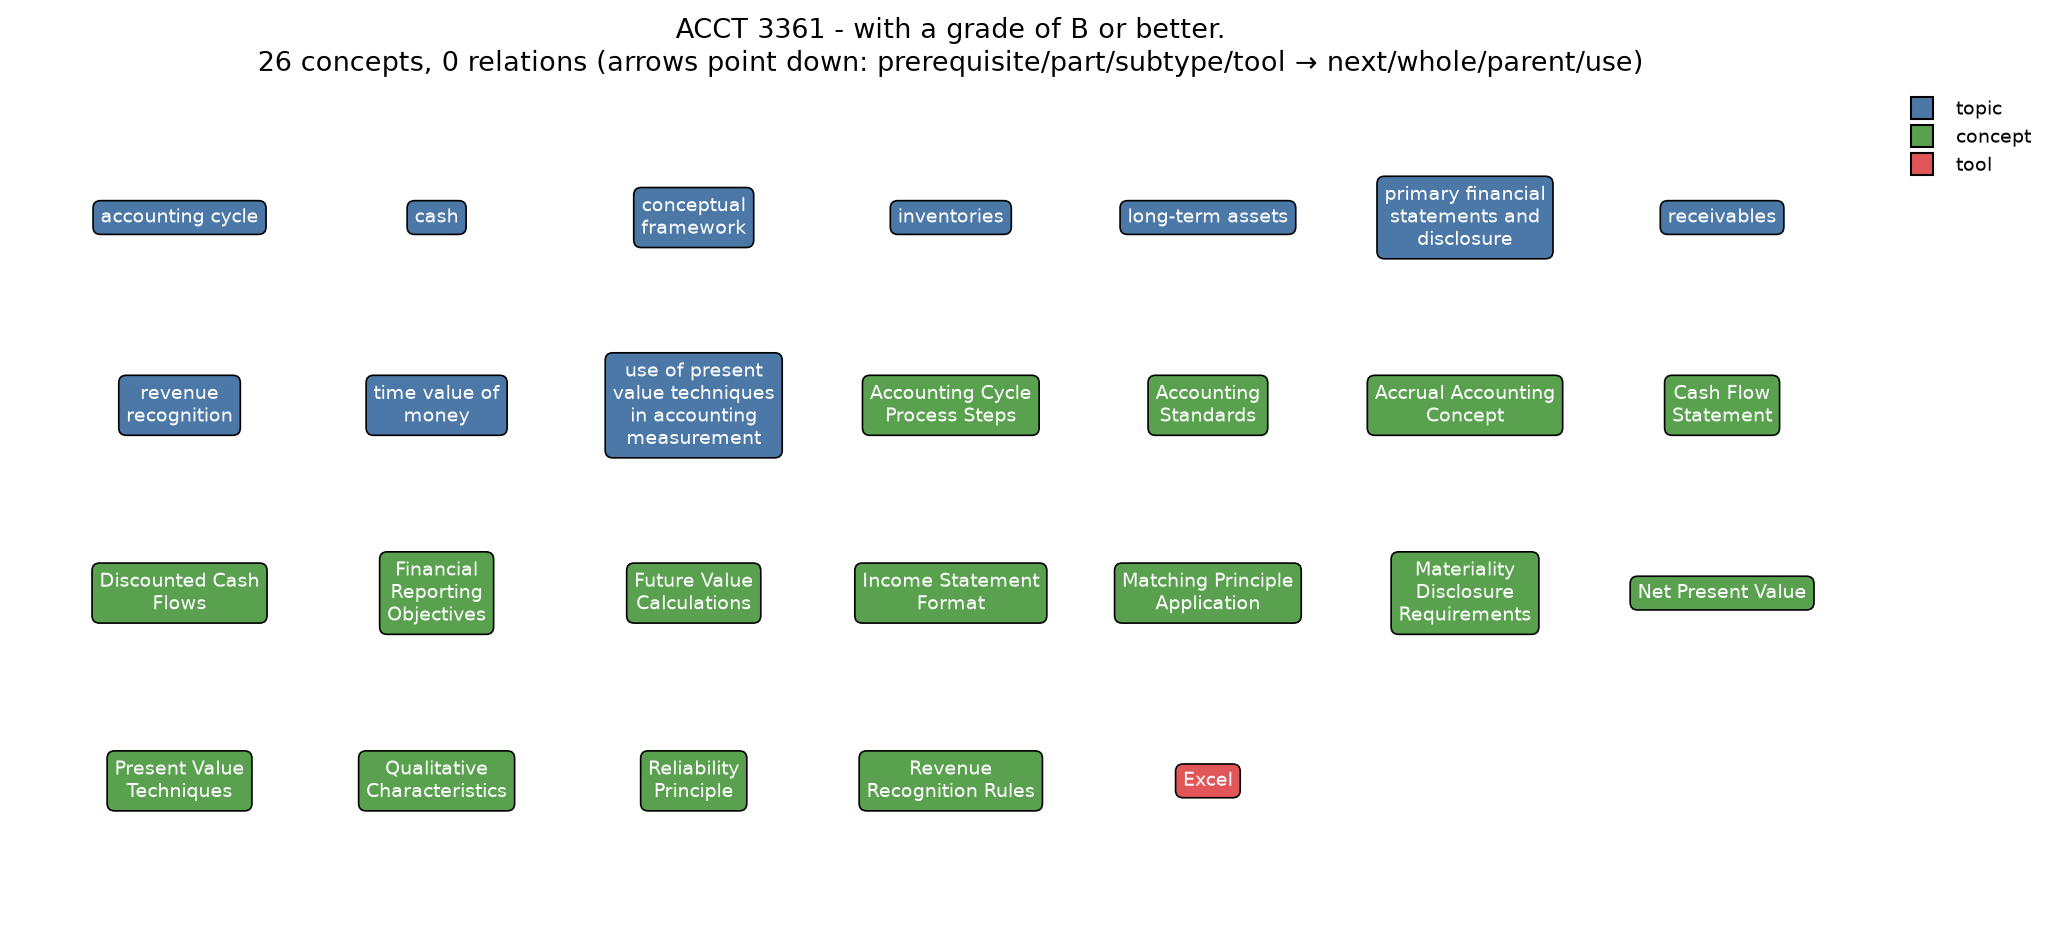 ACCT 3361 - with a grade of B or better.
26 concepts, 0 relations (arrows point down: prerequisite/part/subtype/tool → next/whole/parent/use)
topic
concept
tool
accounting cycle
cash
conceptual
framework
inventories
long-term assets
primary financial
statements and
disclosure
receivables
revenue
recognition
time value of
money
use of present
value techniques
in accounting
measurement
Accounting Cycle
Process Steps
Accounting
Standards
Accrual Accounting
Concept
Cash Flow
Statement
Discounted Cash
Flows
Financial
Reporting
Objectives
Future Value
Calculations
Income Statement
Format
Matching Principle
Application
Materiality
Disclosure
Requirements
Net Present Value
Present Value
Techniques
Qualitative
Characteristics
Reliability
Principle
Revenue
Recognition Rules
Excel